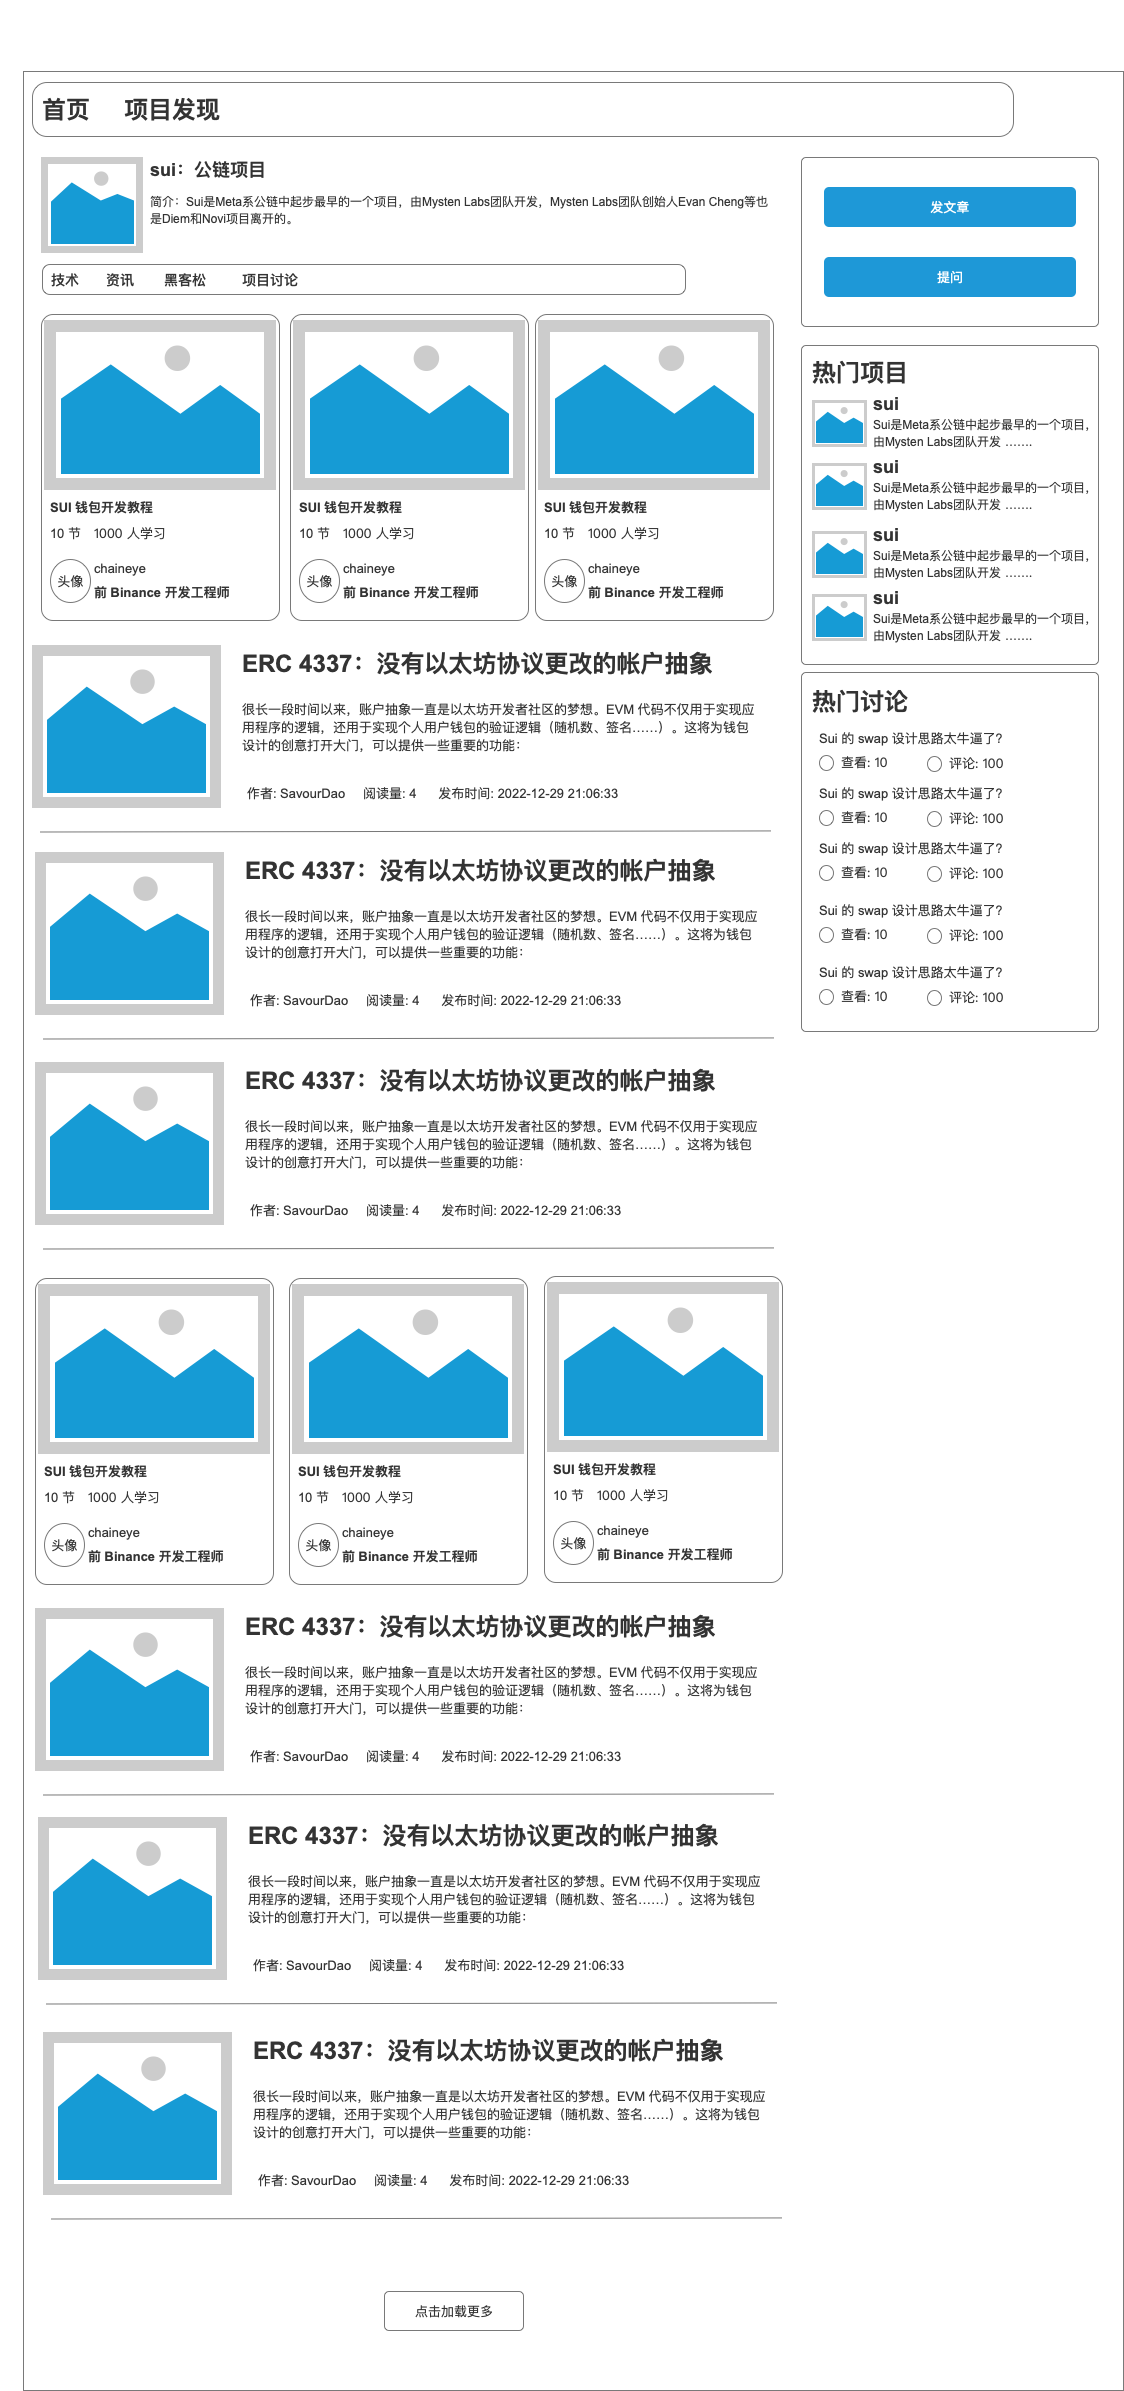 首页 项目发现
sui：公链项目
简介：Sui是Meta系公链中起步最早的一个项目，由Mysten Labs团队开发，Mysten Labs团队创始人Evan Cheng等也
是Diem和Novi项目离开的。
技术 资讯 黑客松 项目讨论
SUI 钱包开发教程
10 节 1000 人学习
头像
chaineye
前 Binance 开发工程师
SUI 钱包开发教程
10 节 1000 人学习
头像
chaineye
前 Binance 开发工程师
SUI 钱包开发教程
10 节 1000 人学习
头像
chaineye
前 Binance 开发工程师
ERC 4337：没有以太坊协议更改的帐户抽象
很长一段时间以来，账户抽象一直是以太坊开发者社区的梦想。EVM 代码不仅用于实现应
用程序的逻辑，还用于实现个人用户钱包的验证逻辑（随机数、签名……）。这将为钱包
设计的创意打开大门，可以提供一些重要的功能：
作者: SavourDao 阅读量: 4 发布时间: 2022-12-29 21:06:33
ERC 4337：没有以太坊协议更改的帐户抽象
很长一段时间以来，账户抽象一直是以太坊开发者社区的梦想。EVM 代码不仅用于实现应
用程序的逻辑，还用于实现个人用户钱包的验证逻辑（随机数、签名……）。这将为钱包
设计的创意打开大门，可以提供一些重要的功能：
作者: SavourDao 阅读量: 4 发布时间: 2022-12-29 21:06:33
ERC 4337：没有以太坊协议更改的帐户抽象
很长一段时间以来，账户抽象一直是以太坊开发者社区的梦想。EVM 代码不仅用于实现应
用程序的逻辑，还用于实现个人用户钱包的验证逻辑（随机数、签名……）。这将为钱包
设计的创意打开大门，可以提供一些重要的功能：
作者: SavourDao 阅读量: 4 发布时间: 2022-12-29 21:06:33
SUI 钱包开发教程
10 节 1000 人学习
头像
chaineye
前 Binance 开发工程师
SUI 钱包开发教程
10 节 1000 人学习
头像
chaineye
前 Binance 开发工程师
SUI 钱包开发教程
10 节 1000 人学习
头像
chaineye
前 Binance 开发工程师
ERC 4337：没有以太坊协议更改的帐户抽象
很长一段时间以来，账户抽象一直是以太坊开发者社区的梦想。EVM 代码不仅用于实现应
用程序的逻辑，还用于实现个人用户钱包的验证逻辑（随机数、签名……）。这将为钱包
设计的创意打开大门，可以提供一些重要的功能：
作者: SavourDao 阅读量: 4 发布时间: 2022-12-29 21:06:33
ERC 4337：没有以太坊协议更改的帐户抽象
很长一段时间以来，账户抽象一直是以太坊开发者社区的梦想。EVM 代码不仅用于实现应
用程序的逻辑，还用于实现个人用户钱包的验证逻辑（随机数、签名……）。这将为钱包
设计的创意打开大门，可以提供一些重要的功能：
作者: SavourDao 阅读量: 4 发布时间: 2022-12-29 21:06:33
ERC 4337：没有以太坊协议更改的帐户抽象
很长一段时间以来，账户抽象一直是以太坊开发者社区的梦想。EVM 代码不仅用于实现应
用程序的逻辑，还用于实现个人用户钱包的验证逻辑（随机数、签名……）。这将为钱包
设计的创意打开大门，可以提供一些重要的功能：
作者: SavourDao 阅读量: 4 发布时间: 2022-12-29 21:06:33
点击加载更多
发文章
提问
热门项目
sui
Sui是Meta系公链中起步最早的一个项目，
由Mysten Labs团队开发 …….
sui
Sui是Meta系公链中起步最早的一个项目，
由Mysten Labs团队开发 …….
sui
Sui是Meta系公链中起步最早的一个项目，
由Mysten Labs团队开发 …….
sui
Sui是Meta系公链中起步最早的一个项目，
由Mysten Labs团队开发 …….
热门讨论
Sui 的 swap 设计思路太牛逼了?
查看: 10 评论: 100
Sui 的 swap 设计思路太牛逼了?
查看: 10 评论: 100
Sui 的 swap 设计思路太牛逼了?
查看: 10 评论: 100
Sui 的 swap 设计思路太牛逼了?
查看: 10 评论: 100
Sui 的 swap 设计思路太牛逼了?
查看: 10 评论: 100